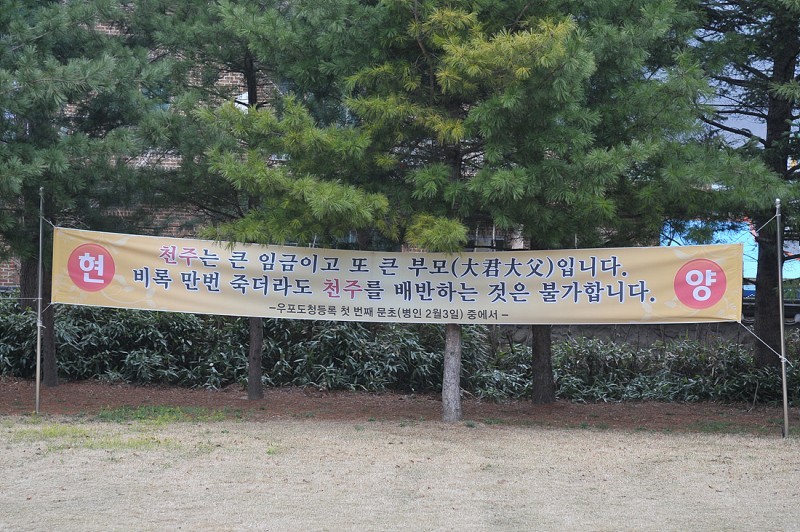 현
천주는 큰 임금이고 또 큰 부모(大君大父)입니다.
비록 만번 죽더라도 천주를 배반하는 것은 불가합니다.
–우포도청등록 첫 번째 문초(병인 2월3일) 중에서–
양